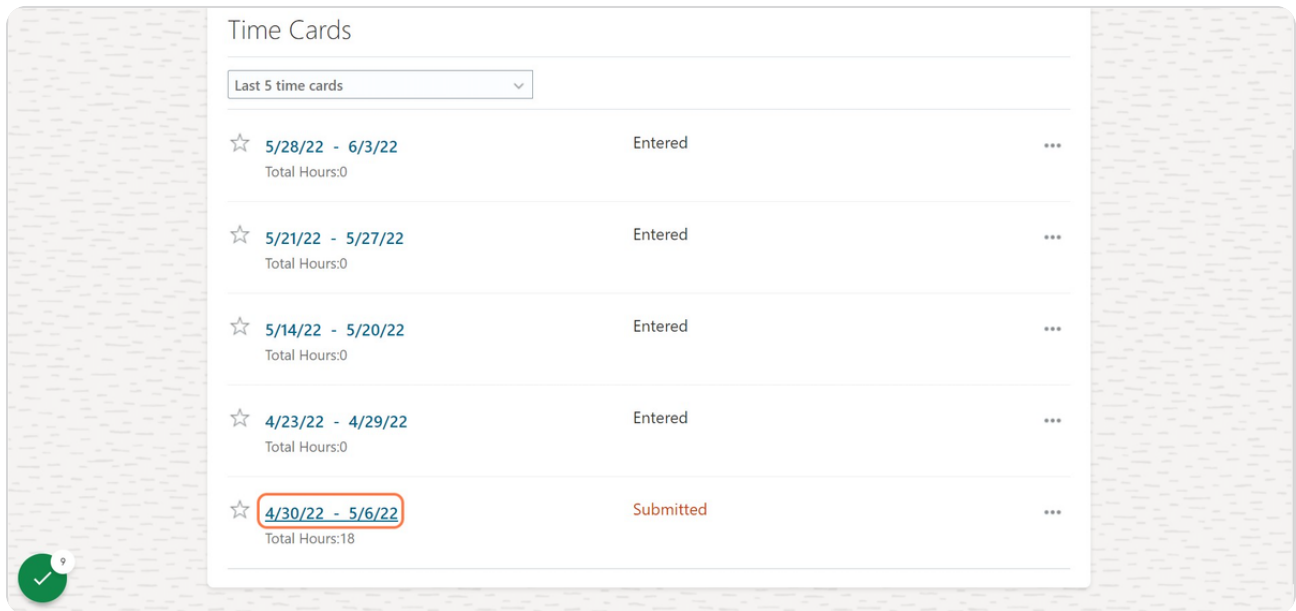 Time Cards
Last 5 time cards
5/28/22 - 6/3/22 Entered
Total Hours:0
5/21/22 - 5/27/22 Entered
Total Hours:0
5/14/22 - 5/20/22 Entered
Total Hours:0
4/23/22 - 4/29/22 Entered
Total Hours:0
4/30/22 - 5/6/22 Submitted
Total Hours:18
9